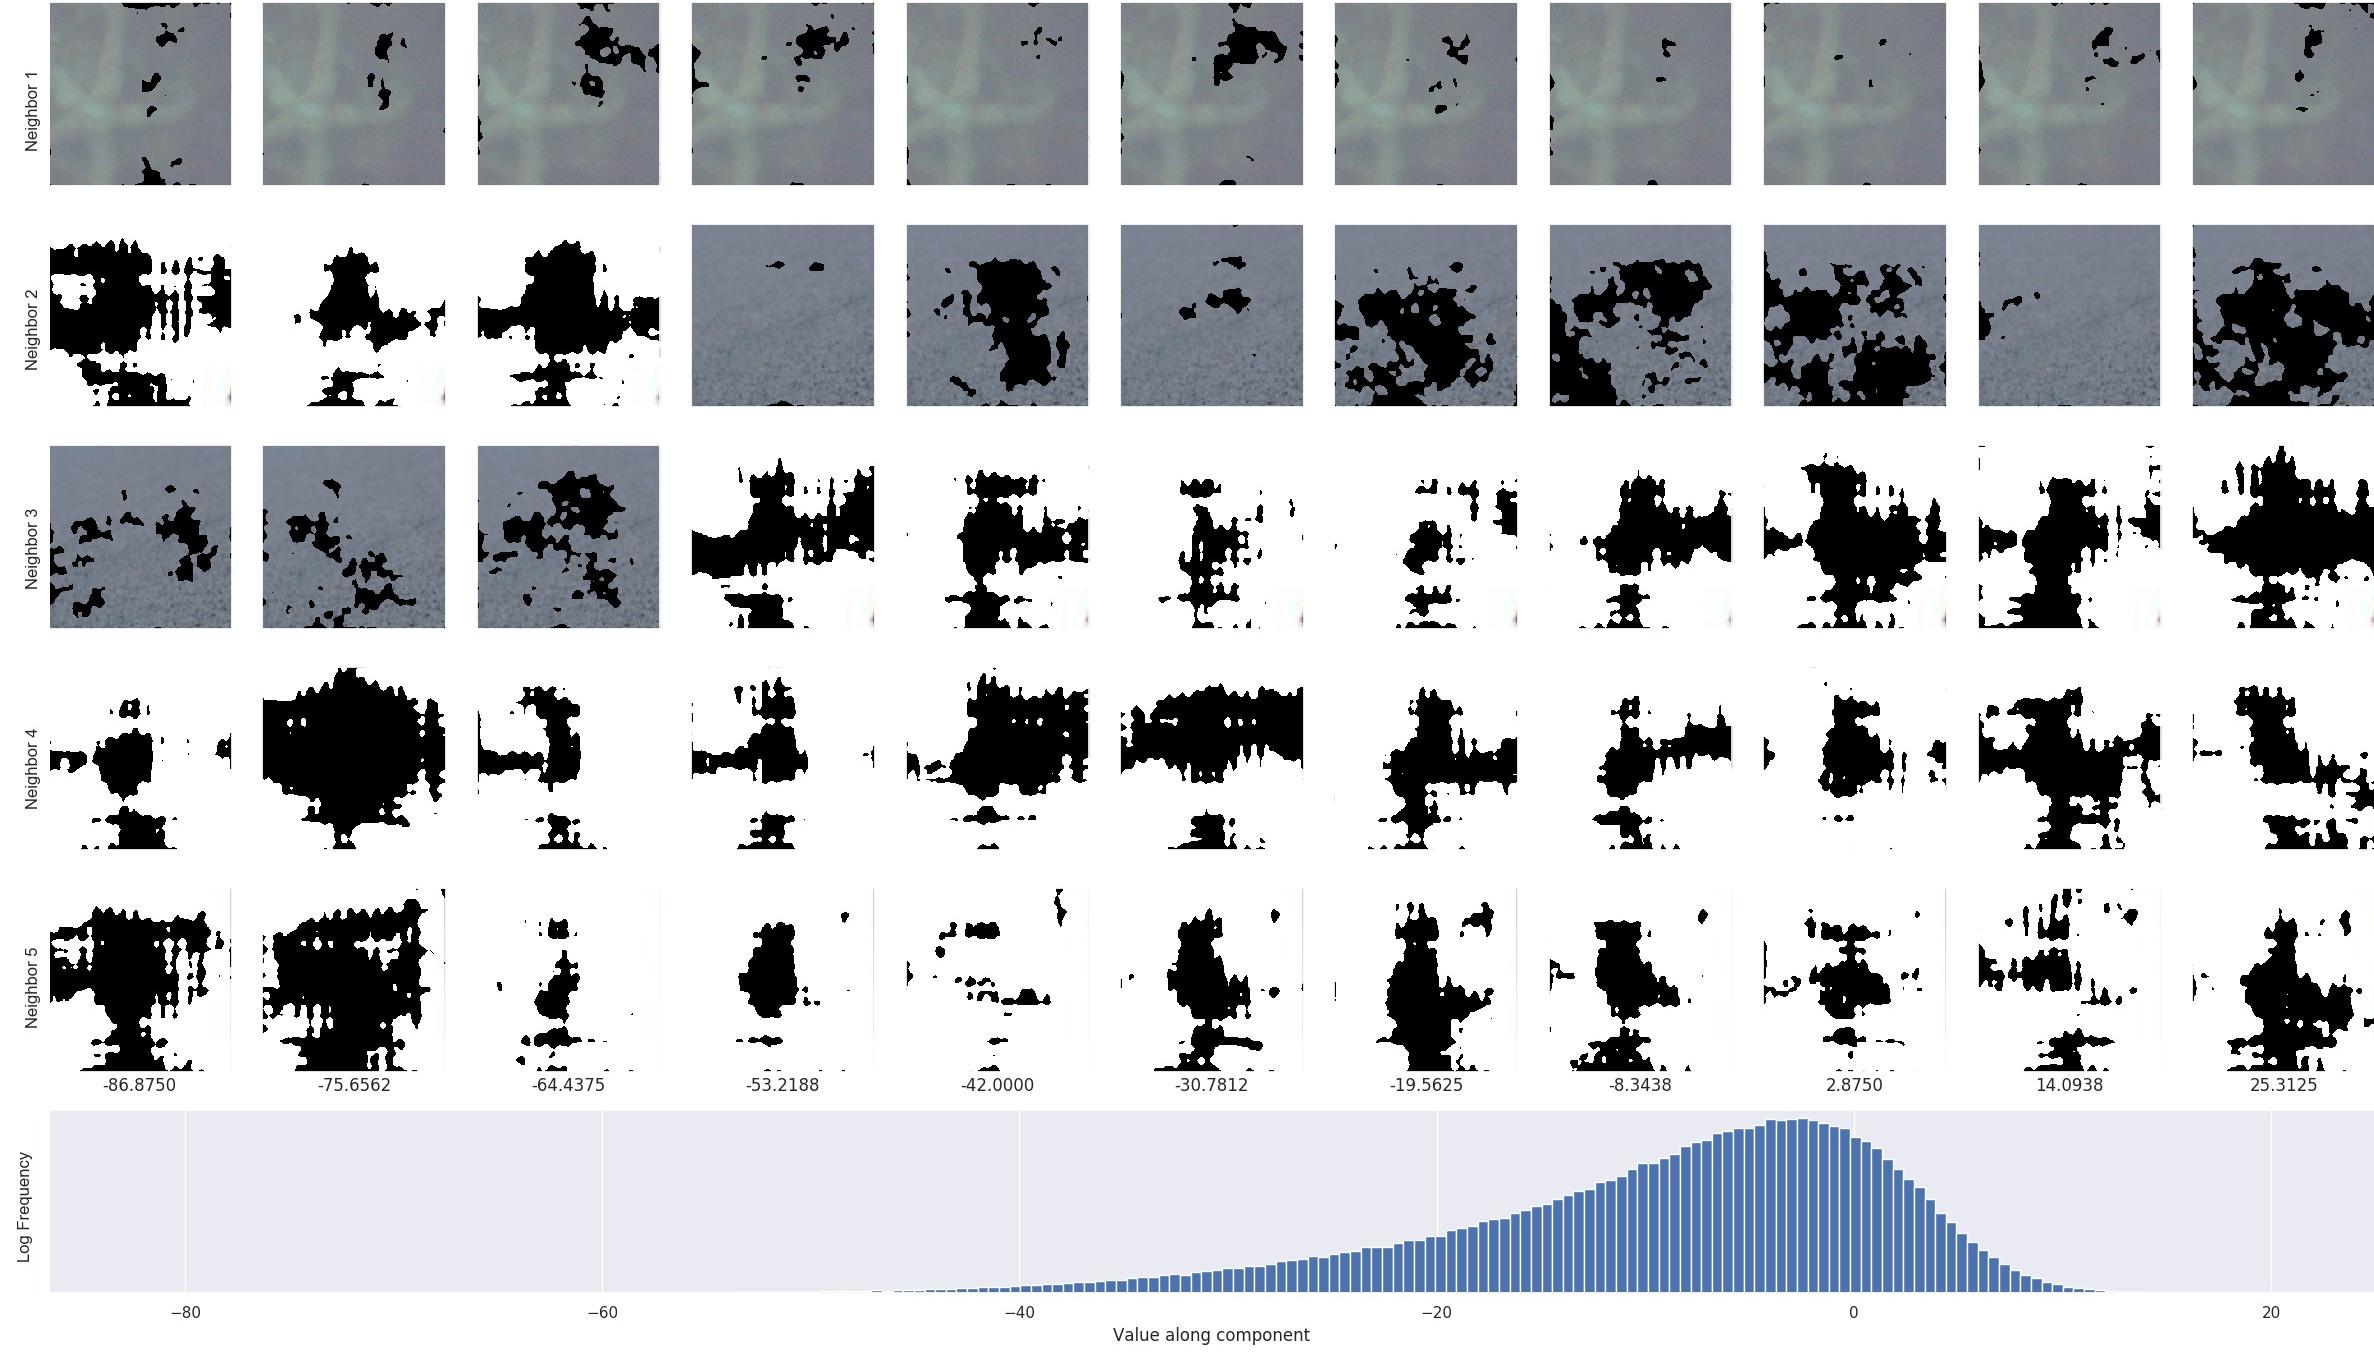 Neighbor 1
Neighbor 2
Neighbor 3
Neighbor 4
Neighbor 5
-86.8750 -75.6562 -64.4375 -53.2188 -42.0000 -30.7812 -19.5625 -8.3438 2.8750 14.0938 25.3125
Log Frequency
−80 −60 −40 −20 0 20
Value along component